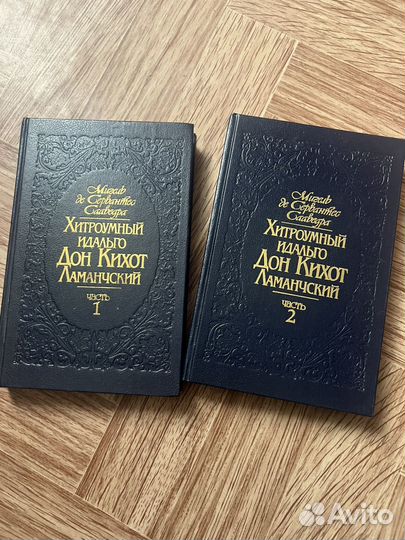 Мигель
де Сервантес
Сааведра
Хитроумный
идальго
Дон Кихот
Ламанчский
часть
1
Мигель
де Сервантес
Сааведра
Хитроумный
идальго
Дон Кихот
Ламанчский
часть
2
Avito